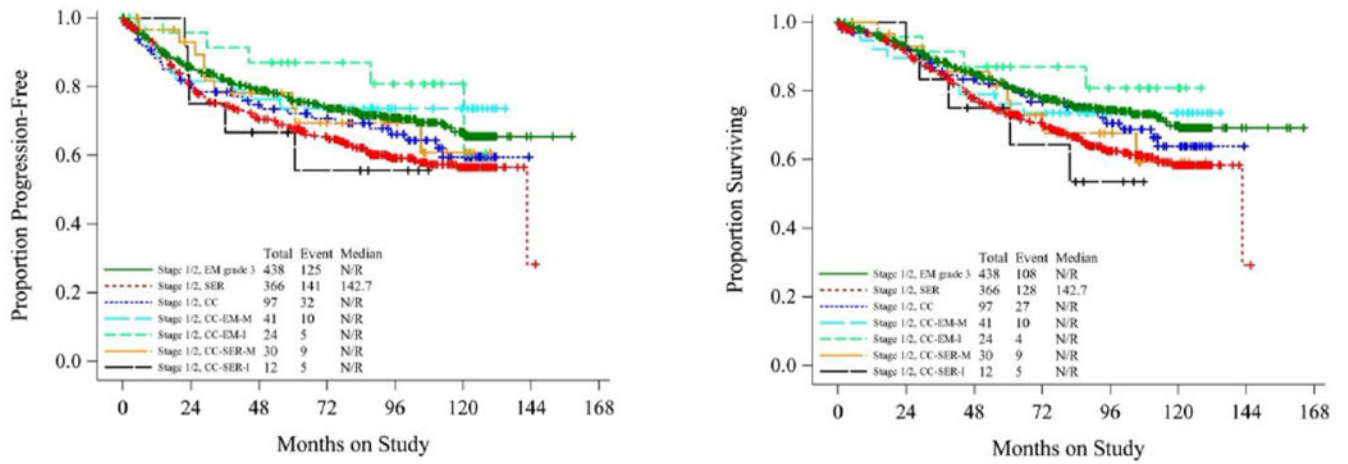 Proportion Progression-Free
1.0
0.8
0.6
0.4
0.2
0.0
Total Event Median
Stage 1/2, EM grade 3 438 125 N/R
Stage 1/2, SER 366 141 142.7
Stage 1/2, CC 97 32 N/R
Stage 1/2, CC-EM-M 41 10 N/R
Stage 1/2, CC-EM-I 24 5 N/R
Stage 1/2, CC-SER-M 30 9 N/R
Stage 1/2, CC-SER-I 12 5 N/R
0 24 48 72 96 120 144 168
Months on Study
Proportion Surviving
1.0
0.8
0.6
0.4
0.2
0.0
Total Event Median
Stage 1/2, EM grade 3 438 108 N/R
Stage 1/2, SER 366 128 142.7
Stage 1/2, CC 97 27 N/R
Stage 1/2, CC-EM-M 41 10 N/R
Stage 1/2, CC-EM-I 24 4 N/R
Stage 1/2, CC-SER-M 30 9 N/R
Stage 1/2, CC-SER-I 12 5 N/R
0 24 48 72 96 120 144 168
Months on Study